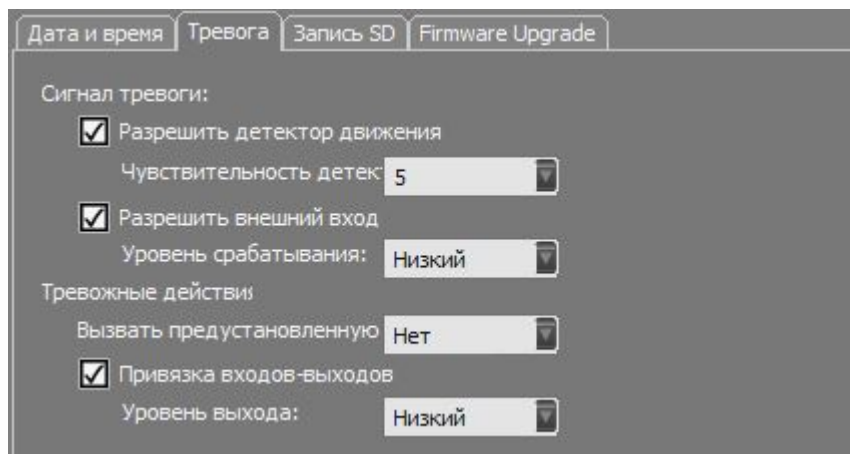 Дата и время Тревога Запись SD Firmware Upgrade
Сигнал тревоги:
Разрешить детектор движения
Чувствительность детек 5
Разрешить внешний вход
Уровень срабатывания: Низкий
Тревожные действия
Вызвать предустановленную Нет
Привязка входов-выходов
Уровень выхода: Низкий